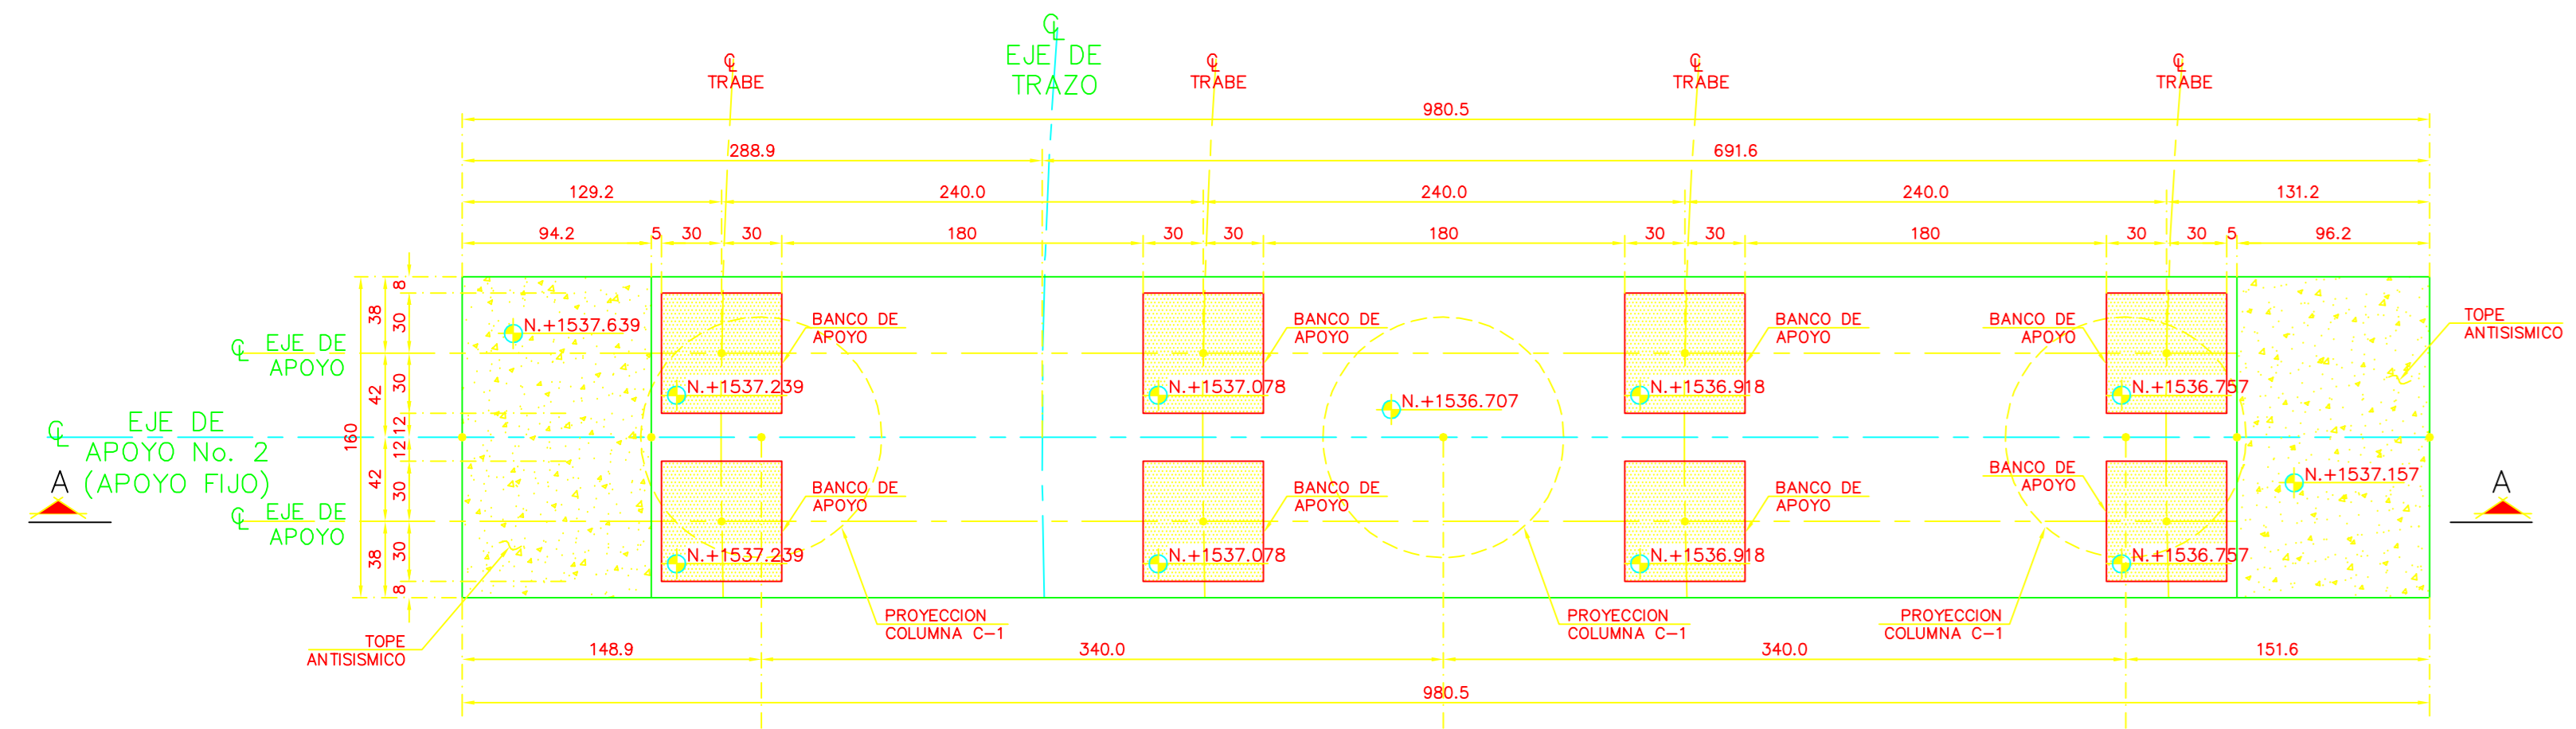 C̲L
EJE DE
TRAZO
CL
TRABE
CL
TRABE
CL
TRABE
CL
TRABE
980.5
288.9
691.6
129.2
240.0
240.0
240.0
131.2
94.2
5
30
30
180
30
30
180
30
30
180
30
30
5
96.2
8
38
30
30
42
12
160
12
42
30
30
38
8
N.+1537.639
BANCO DE
APOYO
BANCO DE
APOYO
BANCO DE
APOYO
BANCO DE
APOYO
TOPE
ANTISISMICO
CL
EJE DE
APOYO
N.+1537.239
N.+1537.078
N.+1536.707
N.+1536.918
N.+1536.757
CL
EJE DE
APOYO No. 2
(APOYO FIJO)
A
BANCO DE
APOYO
BANCO DE
APOYO
BANCO DE
APOYO
BANCO DE
APOYO
N.+1537.157
A
CL
EJE DE
APOYO
N.+1537.239
N.+1537.078
N.+1536.918
N.+1536.757
PROYECCION
COLUMNA C-1
PROYECCION
COLUMNA C-1
PROYECCION
COLUMNA C-1
TOPE
ANTISISMICO
148.9
340.0
340.0
151.6
980.5